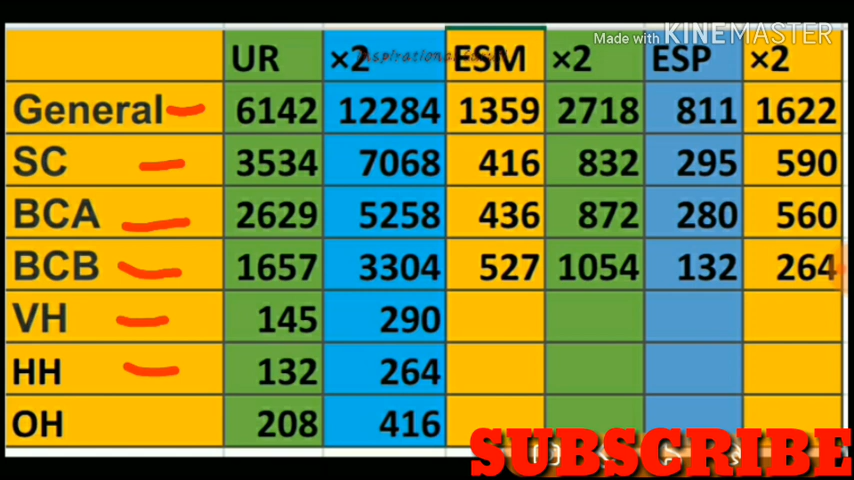 Made with KINEMASTER
UR ×2 ESM ×2 ESP ×2
General 6142 12284 1359 2718 811 1622
SC 3534 7068 416 832 295 590
BCA 2629 5258 436 872 280 560
BCB 1657 3304 527 1054 132 264
VH 145 290
HH 132 264
OH 208 416
SUBSCRIBE